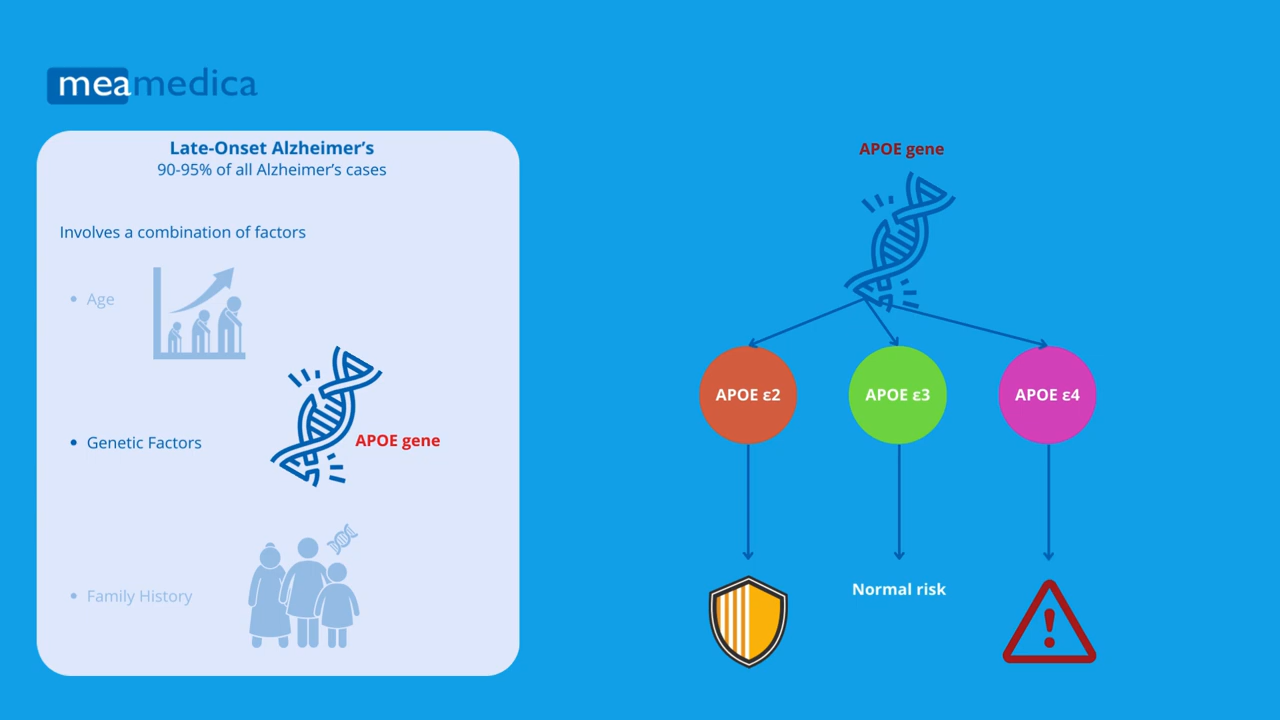 meamedica
Late-Onset Alzheimer's
90-95% of all Alzheimer's cases
Involves a combination of factors
• Age
• Genetic Factors
APOE gene
• Family History
APOE gene
APOE ε2
APOE ε3
APOE ε4
Normal risk